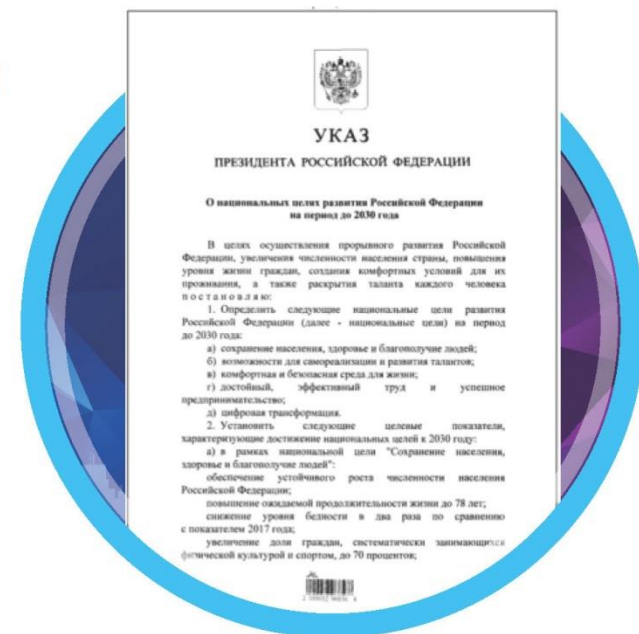 УКАЗ
ПРЕЗИДЕНТА РОССИЙСКОЙ ФЕДЕРАЦИИ
О национальных целях развития Российской Федерации
на период до 2030 года
В целях осуществления прорывного развития Российской
Федерации, увеличения численности населения страны, повышения
уровня жизни граждан, создания комфортных условий для их
проживания, а также раскрытия таланта каждого человека
постановляю:
1. Определить следующие национальные цели развития
Российской Федерации (далее - национальные цели) на период
до 2030 года:
а) сохранение населения, здоровье и благополучие людей;
б) возможности для самореализации и развития талантов;
в) комфортная и безопасная среда для жизни;
г) достойный, эффективный труд и успешное
предпринимательство;
д) цифровая трансформация.
2. Установить следующие целевые показатели,
характеризующие достижение национальных целей к 2030 году:
а) в рамках национальной цели "Сохранение населения,
здоровье и благополучие людей":
обеспечение устойчивого роста численности населения
Российской Федерации;
повышение ожидаемой продолжительности жизни до 78 лет;
снижение уровня бедности в два раза по сравнению
с показателем 2017 года;
увеличение доли граждан, систематически занимающихся
физической культурой и спортом, до 70 процентов;